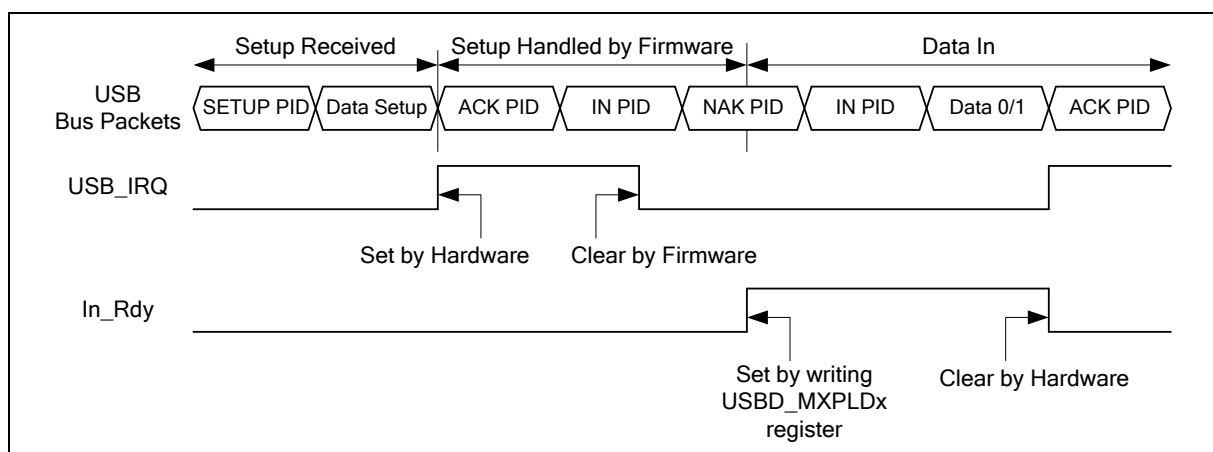 Setup Received Setup Handled by Firmware Data In
USB
Bus Packets
SETUP PID Data Setup ACK PID IN PID NAK PID IN PID Data 0/1 ACK PID
USB_IRQ
Set by Hardware Clear by Firmware
In_Rdy
Set by writing
USBD_MXPLDx
register
Clear by Hardware